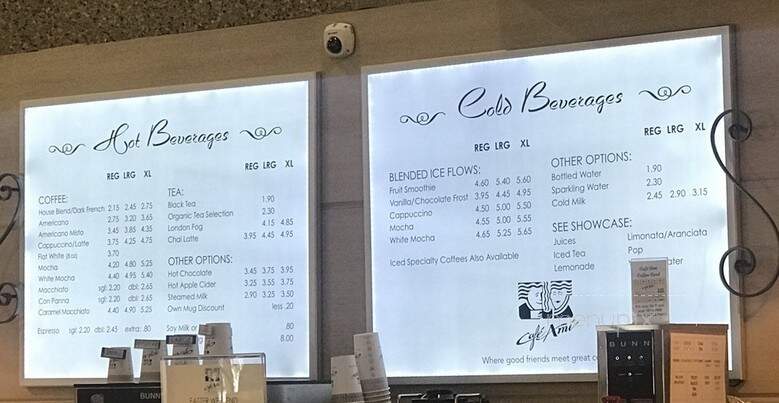 Hot Beverages
REG LRG XL
COFFEE:
House Blend/Dark French 2.15 2.45 2.75
Americano 2.75 3.20 3.65
Americano Misto 3.45 3.85 4.35
Cappuccino/Latte 3.75 4.25 4.75
Flat White (8oz) 3.70
Mocha 4.20 4.80 5.25
White Mocha 4.40 4.95 5.40
Macchiato sgl: 2.20 dbl: 2.65
Con Panna sgl: 2.20 dbl: 2.65
Caramel Macchiato 4.40 4.90 5.30
Espresso sgl: 2.20 dbl: 2.45 extra: .80
REG LRG XL
TEA:
Black Tea 1.90
Organic Tea Selection 2.30
London Fog 4.15 4.85
Chai Latte 3.95 4.45 4.95
OTHER OPTIONS:
Hot Chocolate 3.45 3.75 3.95
Hot Apple Cider 3.25 3.55 3.75
Steamed Milk 2.90 3.25 3.50
Own Mug Discount less .20
Soy Milk or .80
8.00
Cold Beverages
REG LRG XL
BLENDED ICE FLOWS:
Fruit Smoothie 4.60 5.40 5.60
Vanilla/Chocolate Frost 3.95 4.45 4.95
Cappuccino 4.50 5.00 5.50
Mocha 4.55 5.00 5.55
White Mocha 4.65 5.25 5.65
Iced Specialty Coffees Also Available
REG LRG XL
OTHER OPTIONS:
Bottled Water 1.90
Sparkling Water 2.30
Cold Milk 2.45 2.90 3.15
SEE SHOWCASE:
Juices Limonata/Aranciata
Iced Tea Pop
Lemonade ater
Café Ami
Where good friends meet great co
BUNN
BUNN